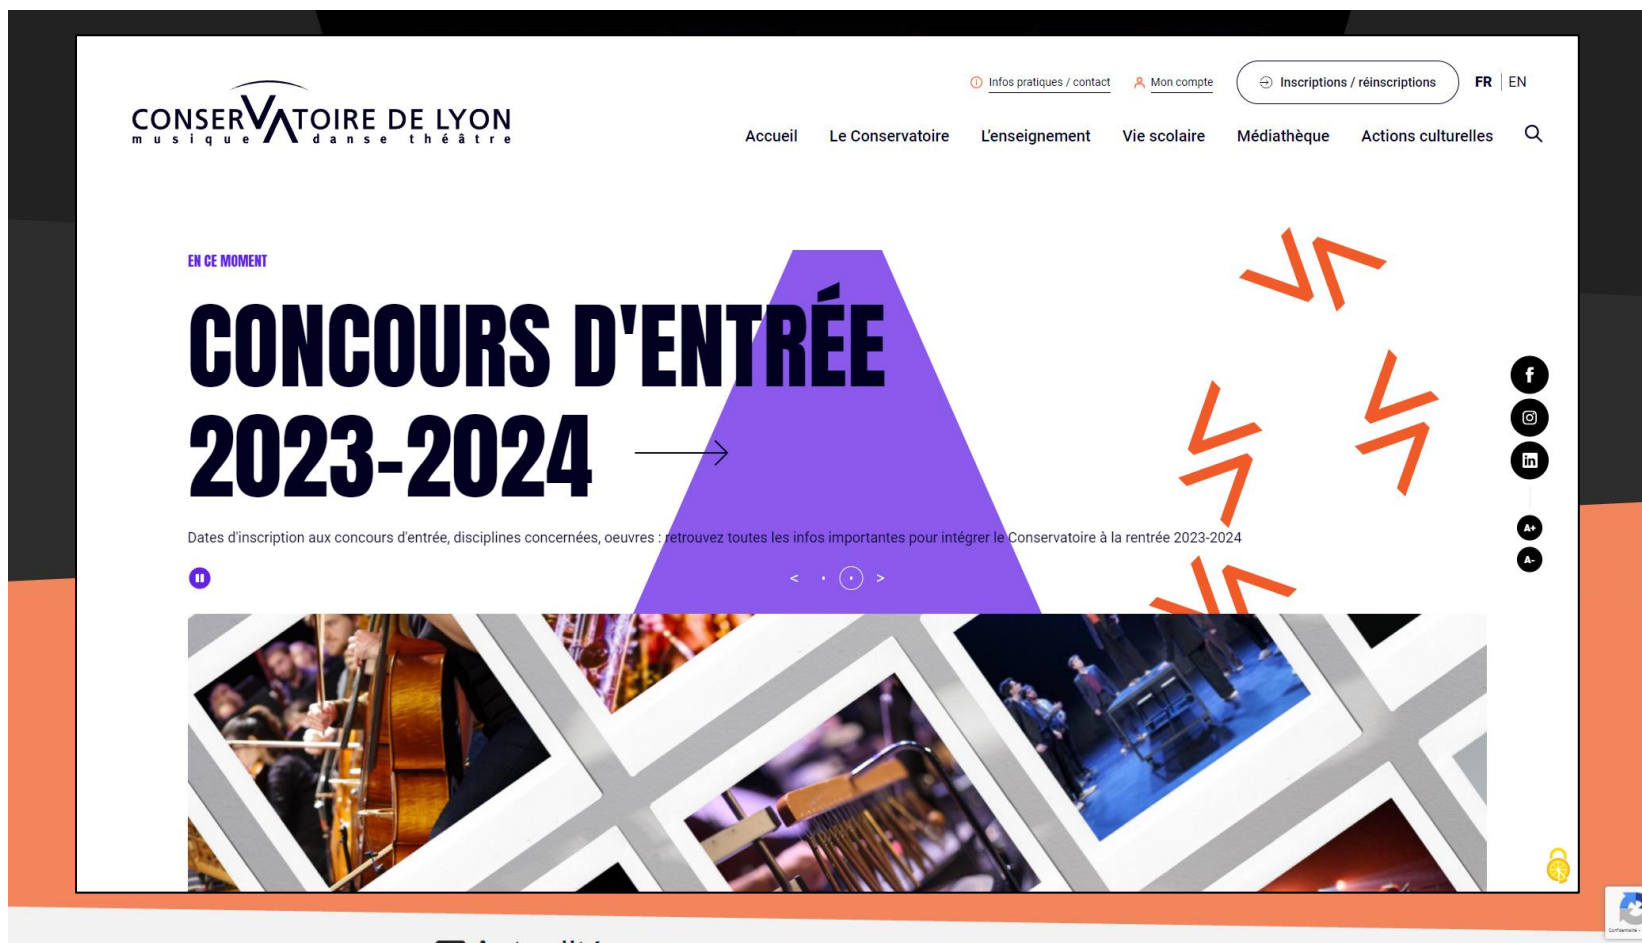 CONSERVATOIRE DE LYON
musique danse théâtre
Infos pratiques / contact
Mon compte
Inscriptions / réinscriptions
FR | EN
Accueil
Le Conservatoire
L'enseignement
Vie scolaire
Médiathèque
Actions culturelles
EN CE MOMENT
CONCOURS D'ENTRÉE
2023-2024
Dates d'inscription aux concours d'entrée, disciplines concernées, oeuvres : retrouvez toutes les infos importantes pour intégrer le Conservatoire à la rentrée 2023-2024
A+
A-